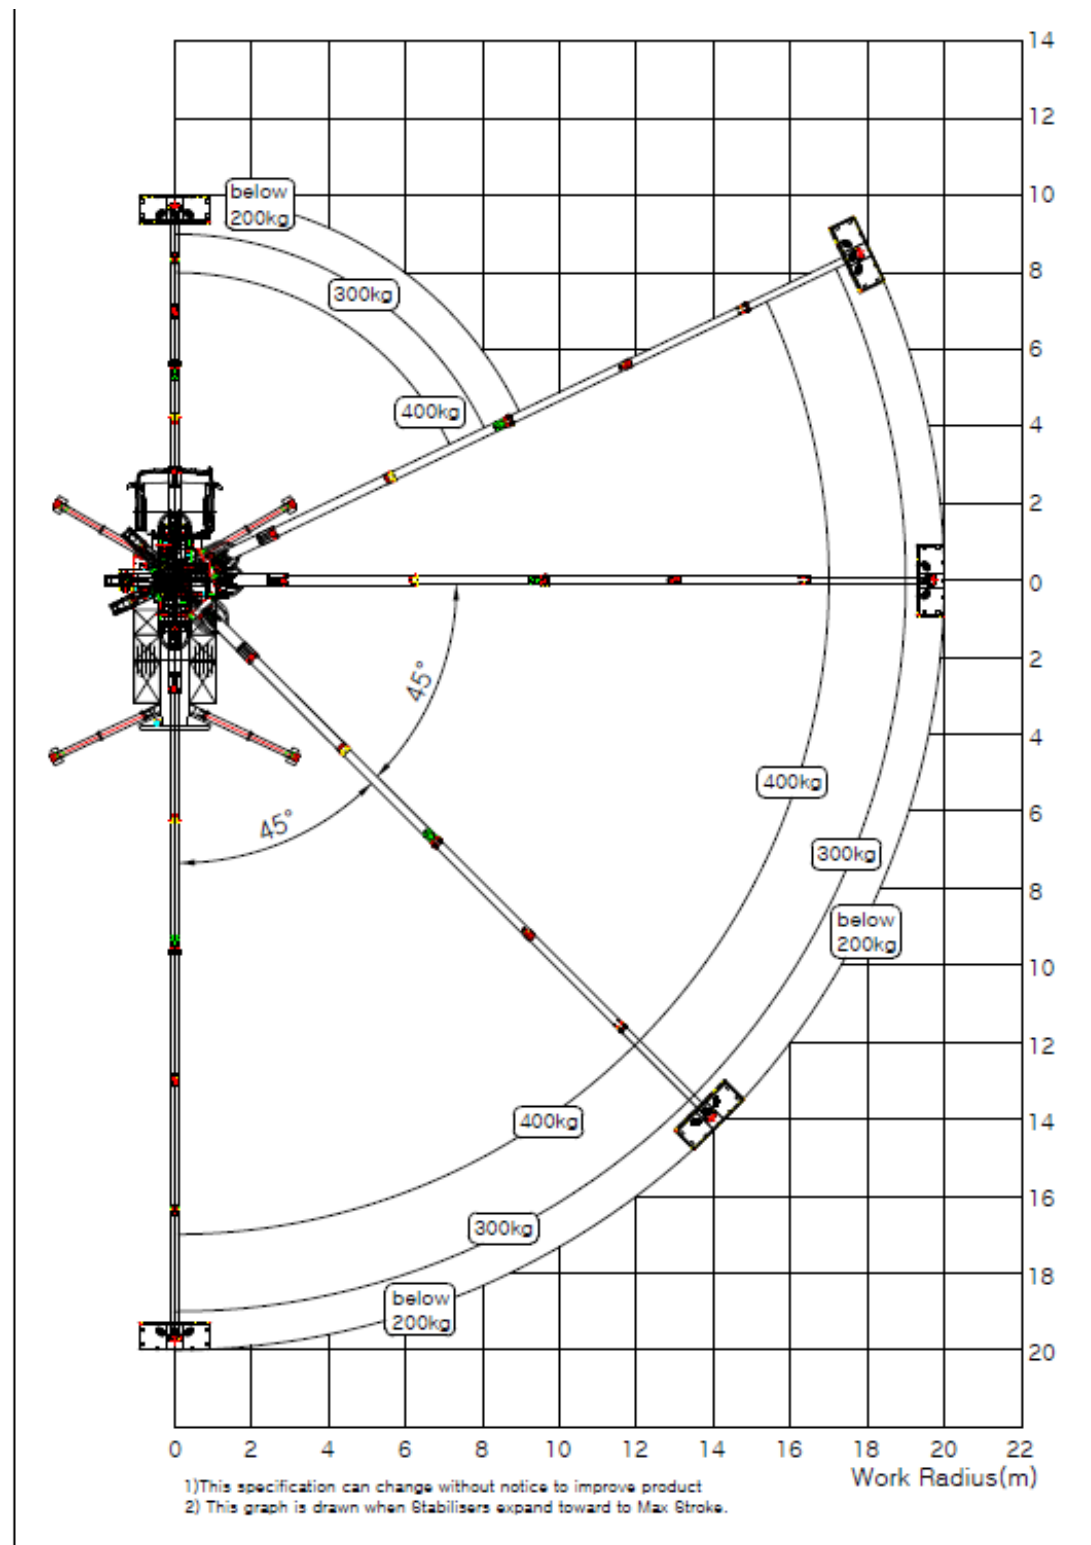 14
12
below
200kg
10
300kg
8
6
400kg
4
2
0
45°
2
4
400kg
45°
6
300kg
8
below
200kg
10
12
400kg
14
300kg
16
below
200kg
18
20
0 2 4 6 8 10 12 14 16 18 20 22
Work Radius(m)
1)This specification can change without notice to improve product
2) This graph is drawn when Stabilisers expand toward to Max Stroke.